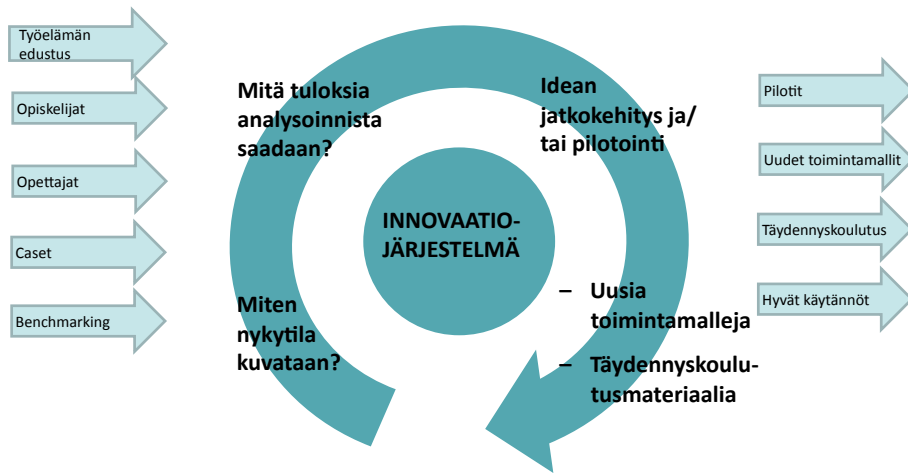 Työelämän
edustus
Opiskelijat
Opettajat
Caset
Benchmarking
Mitä tuloksia
analysoinnista
saadaan?
Miten
nykytila
kuvataan?
INNOVAATIO-
JÄRJESTELMÄ
Idean
jatkokehitys ja/
tai pilotointi
– Uusia
toimintamalleja
– Täydennyskoulu-
tusmateriaalia
Pilotit
Uudet toimintamallit
Täydennyskoulutus
Hyvät käytännöt